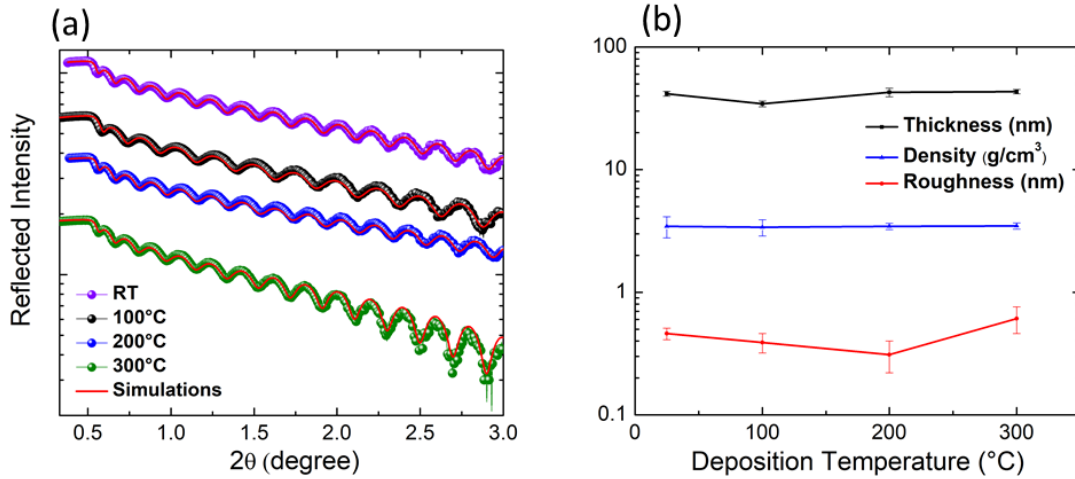 (a)
Reflected Intensity
RT
100°C
200°C
300°C
Simulations
0.5 1.0 1.5 2.0 2.5 3.0
2θ (degree)
(b)
100
10
1
0.1
Thickness (nm)
Density (g/cm³)
Roughness (nm)
0 100 200 300
Deposition Temperature (°C)